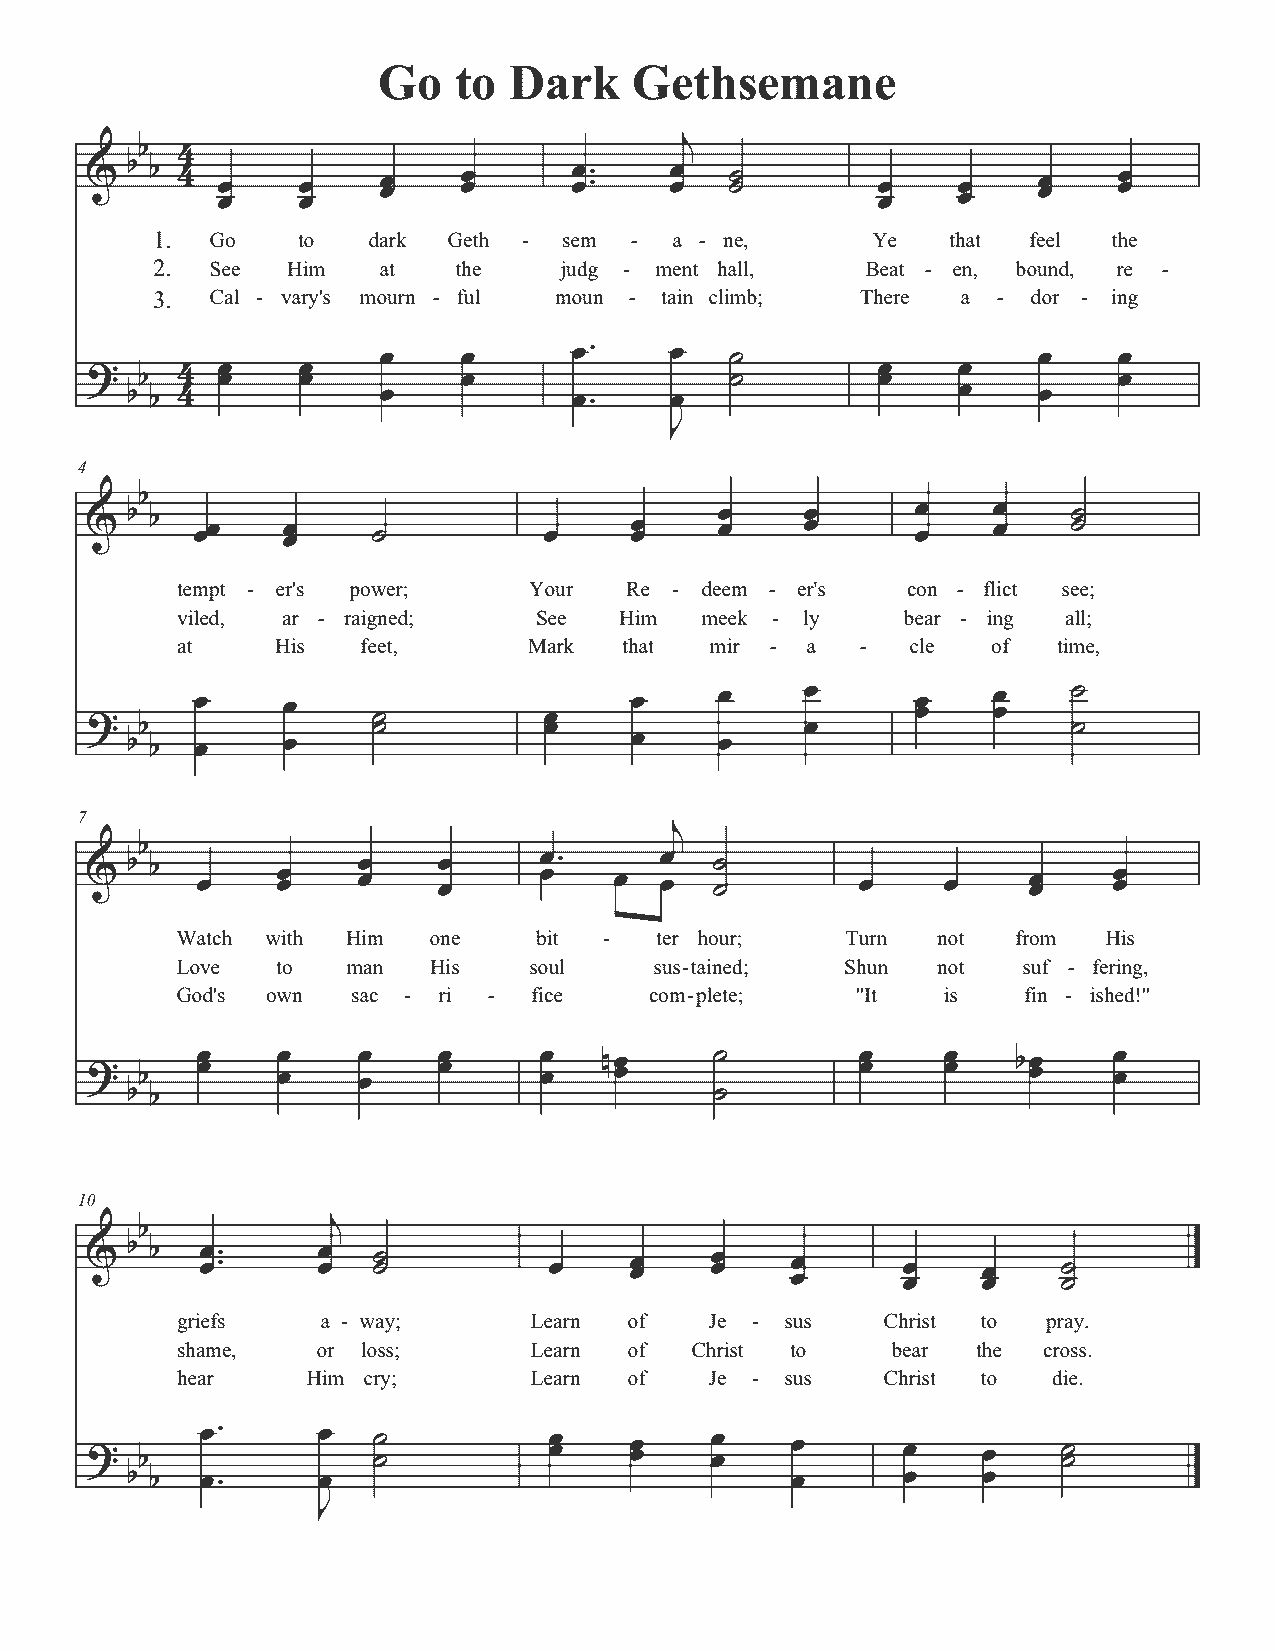 Go to Dark Gethsemane
4
4
1. Go to dark Geth - sem - a - ne, Ye that feel the
2. See Him at the judg - ment hall, Beat - en, bound, re -
3. Cal - vary's mourn - ful moun - tain climb; There a - dor - ing
4
4
4
tempt - er's power; Your Re - deem - er's con - flict see;
viled, ar - raigned; See Him meek - ly bear - ing all;
at His feet, Mark that mir - a - cle of time,
7
Watch with Him one bit - ter hour; Turn not from His
Love to man His soul sus-tained; Shun not suf - fering,
God's own sac - ri - fice com-plete; "It is fin - ished!"
10
griefs a - way; Learn of Je - sus Christ to pray.
shame, or loss; Learn of Christ to bear the cross.
hear Him cry; Learn of Je - sus Christ to die.